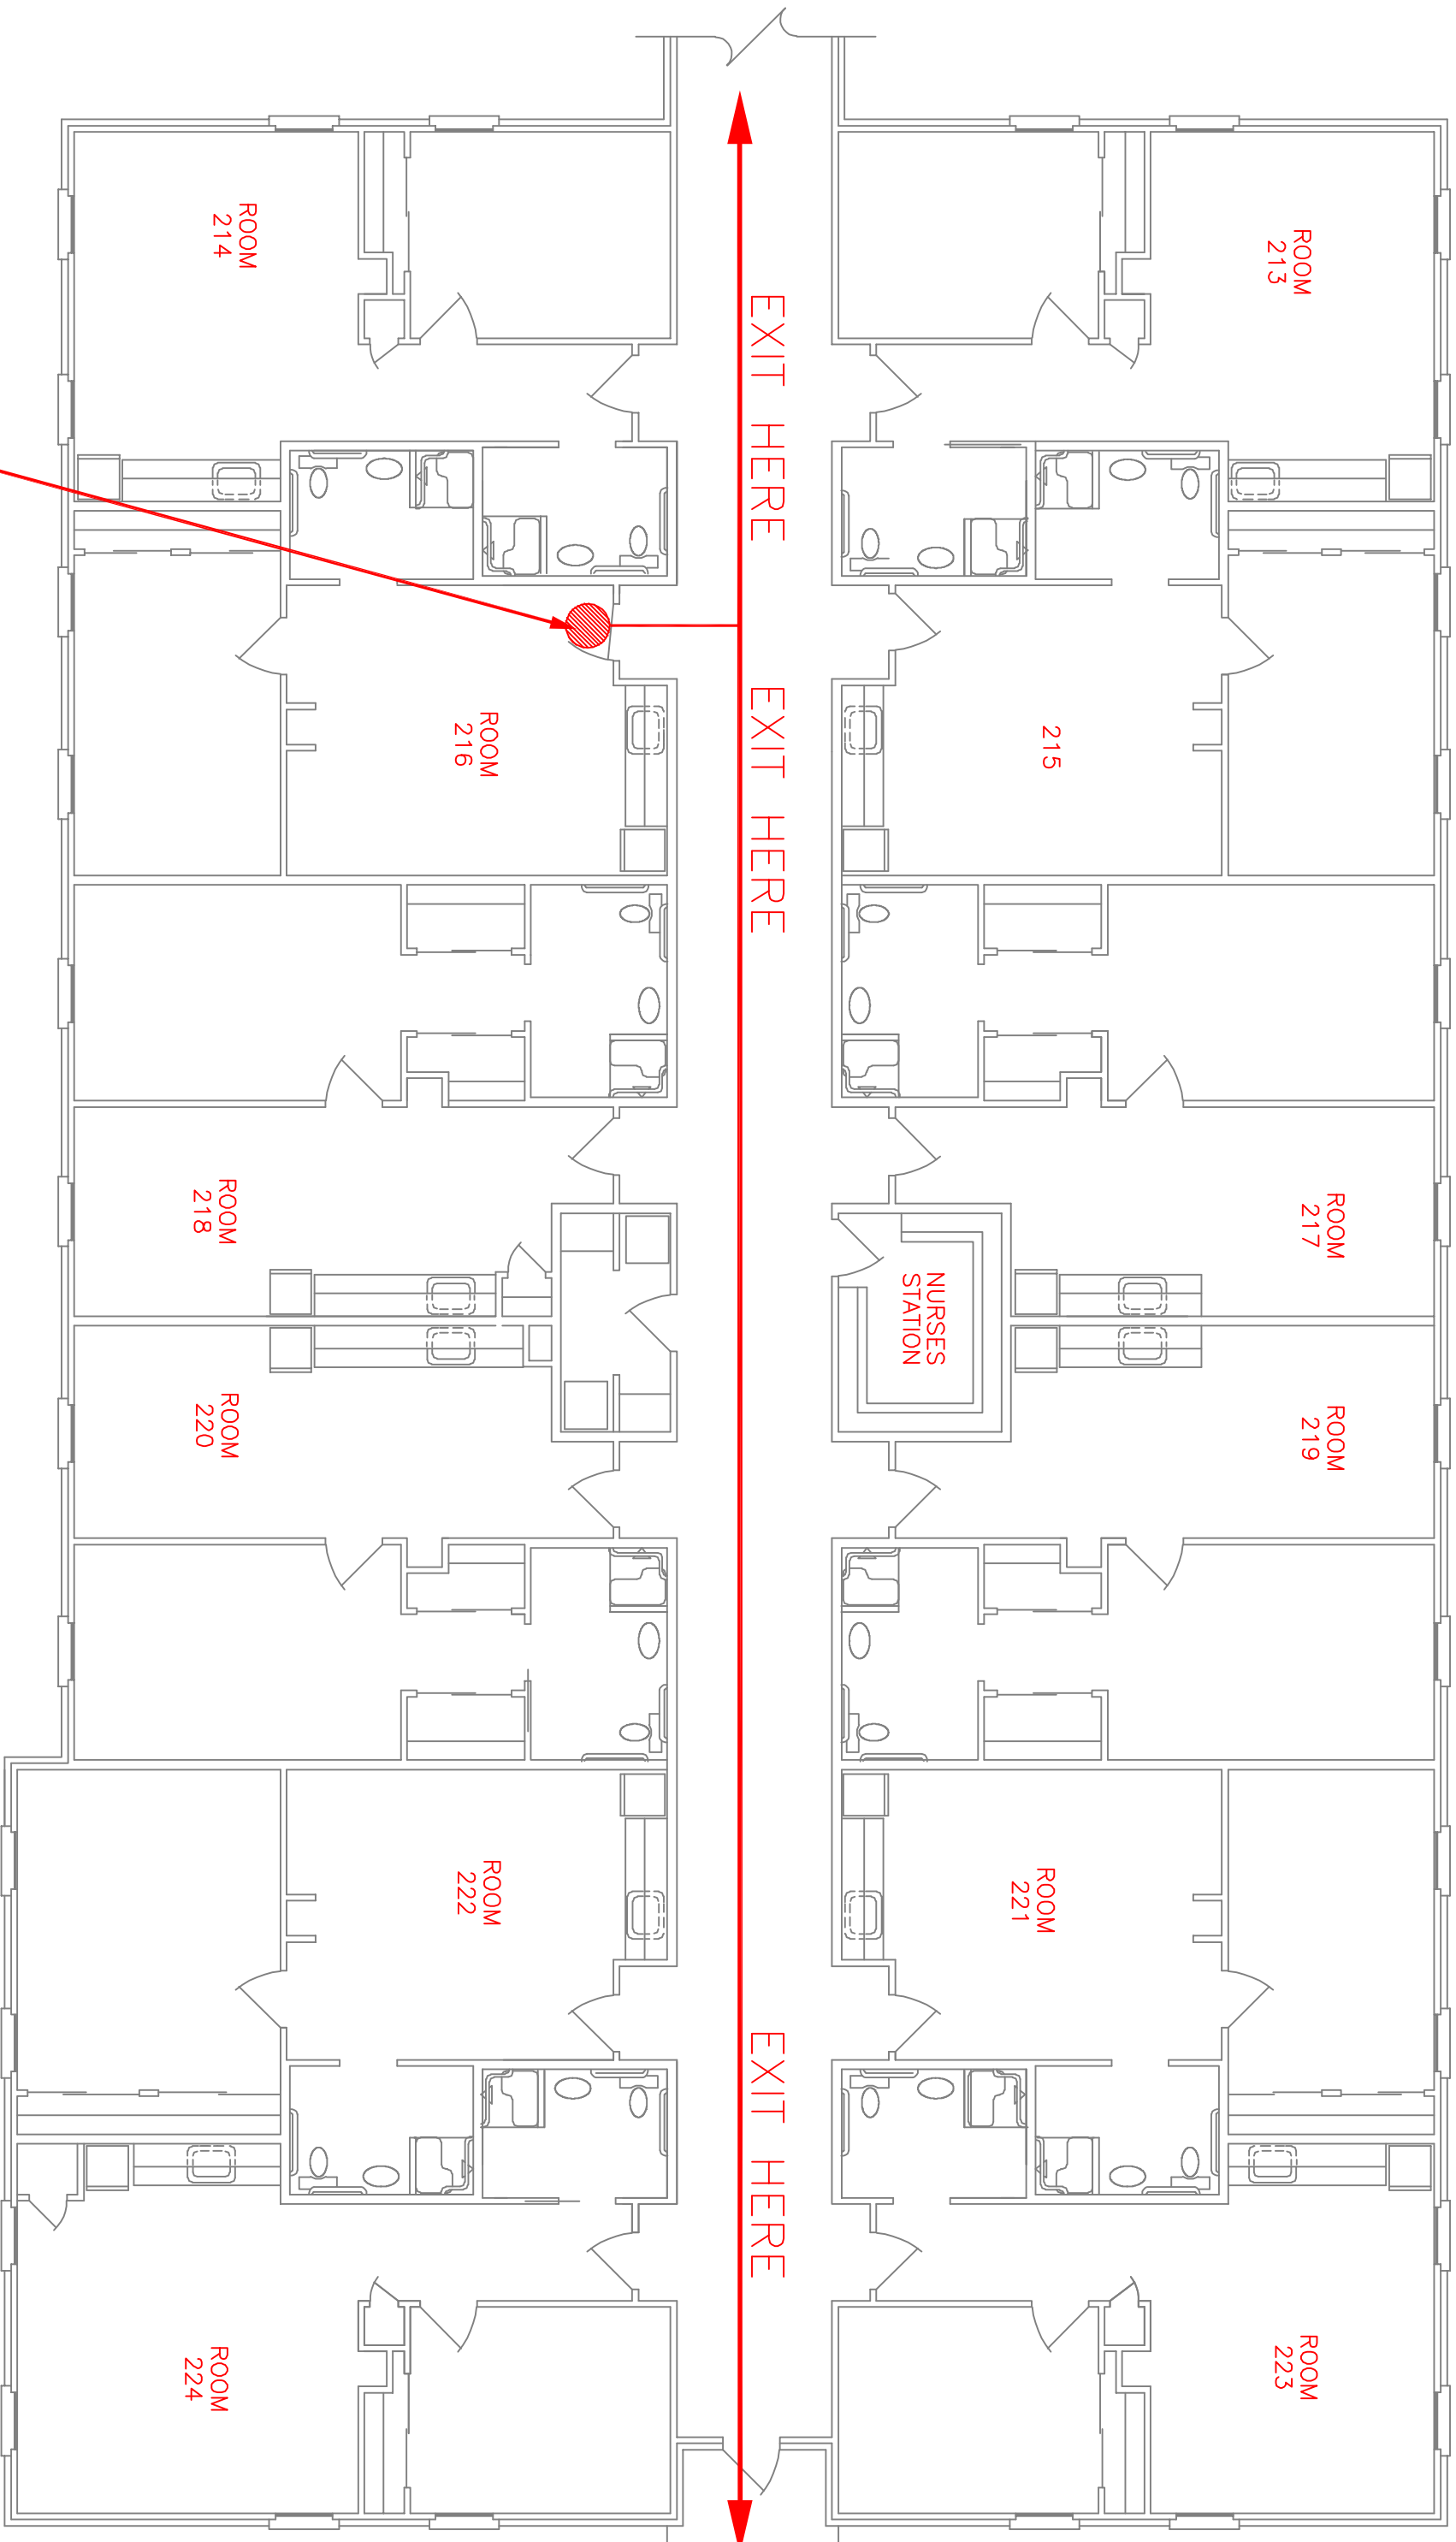 ROOM
213
ROOM
214
EXIT HERE
EXIT HERE
215
ROOM
216
ROOM
217
ROOM
218
NURSES
STATION
ROOM
219
ROOM
220
ROOM
221
ROOM
222
EXIT HERE
ROOM
223
ROOM
224